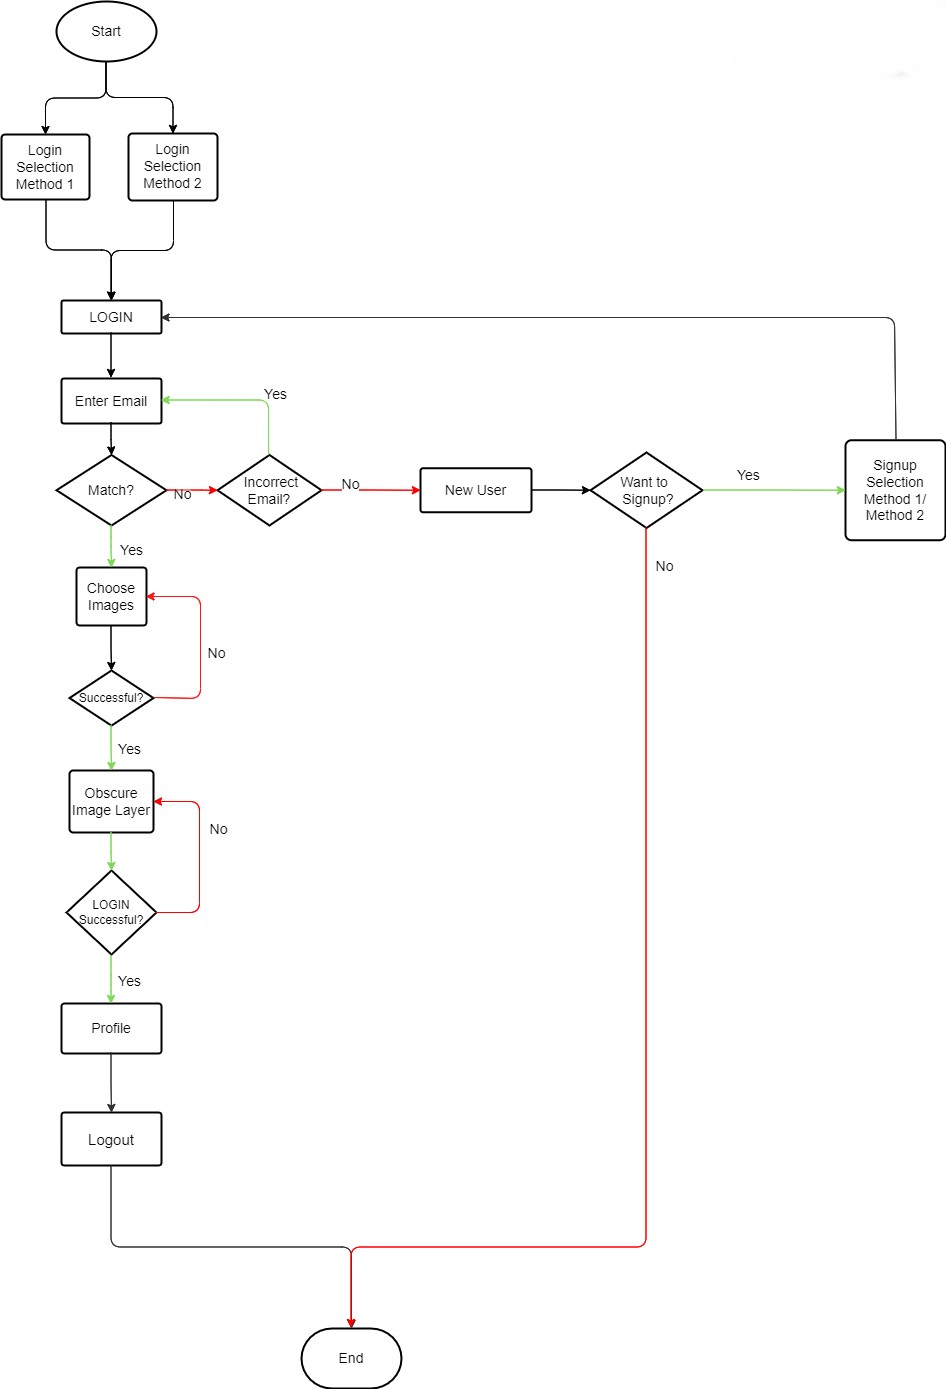 Start
Login
Selection
Method 1
Login
Selection
Method 2
LOGIN
Enter Email
Yes
Match?
No
Incorrect
Email?
No
New User
Want to
Signup?
Yes
Signup
Selection
Method 1/
Method 2
Yes
No
Choose
Images
No
Successful?
Yes
Obscure
Image Layer
No
LOGIN
Successful?
Yes
Profile
Logout
End